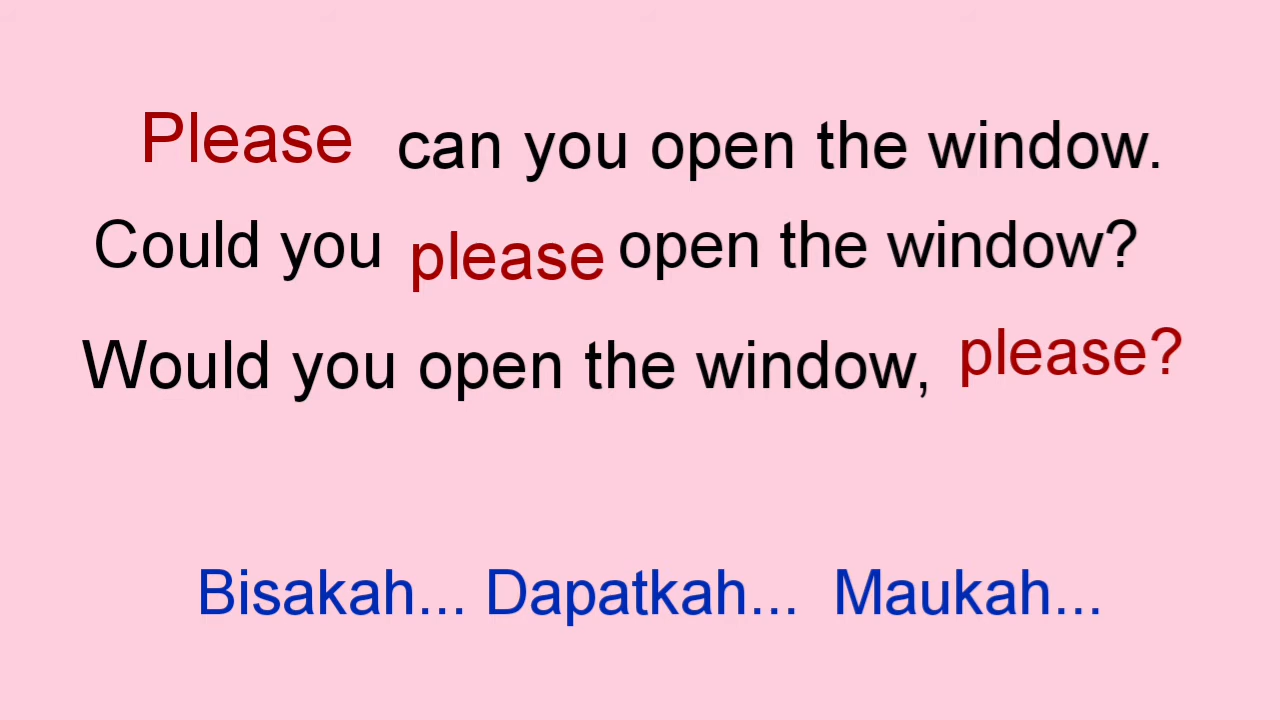 Please can you open the window.
Could you please open the window?
Would you open the window, please?
Bisakah... Dapatkah... Maukah...